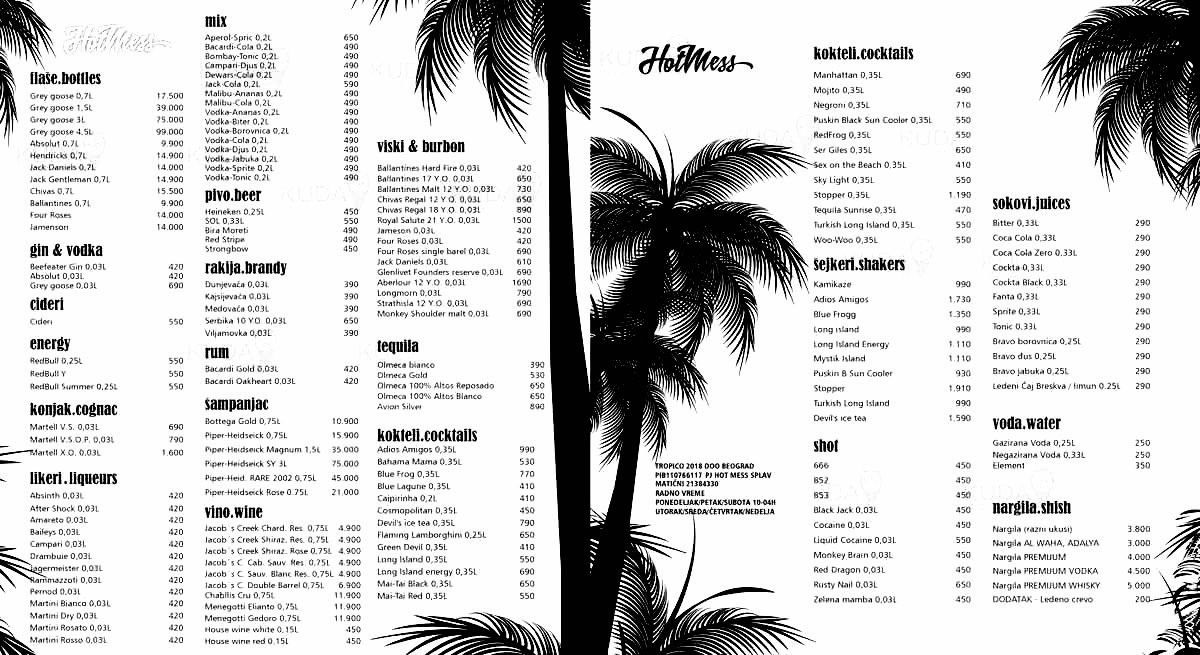 HotMess
flaše.bottles
Grey goose 0,7L 17.500
Grey goose 1,5L 39.000
Grey goose 3L 75.000
Grey goose 4,5L 99.000
Absolut 0,7L 9.900
Hendricks 0,7L 14.900
Jack Daniels 0,7L 14.000
Jack Gentleman 0,7L 14.900
Chivas 0,7L 15.500
Ballantines 0,7L 9.900
Four Roses 14.000
Jamenson 14.000
gin & vodka
Beefeater Gin 0,03L 420
Absolut 0,03L 420
Grey goose 0,03L 690
cideri
Cideri 550
energy
RedBull 0,25L 550
RedBull Y 550
RedBull Summer 0,25L 550
konjak.cognac
Martell V.S. 0,03L 690
Martell V.S.O.P. 0,03L 790
Martell X.O. 0,03L 1.600
likeri.liqueurs
Absinth 0,03L 420
After Shock 0,03L 420
Amareto 0,03L 420
Baileys 0,03L 420
Campari 0,03L 420
Drambuie 0,03L 420
Jagermeister 0,03L 420
Rammazzoti 0,03L 420
Pernod 0,03L 420
Martini Bianco 0,03L 420
Martini Dry 0,03L 420
Martini Rosato 0,03L 420
Martini Rosso 0,03L 420
mix
Aperol-Spric 0,2L 650
Bacardi-Cola 0,2L 490
Bombay-Tonic 0,2L 490
Campari-Djus 0,2L 490
Dewars-Cola 0,2L 490
Jack-Cola 0,2L 590
Malibu-Ananas 0,2L 490
Malibu-Cola 0,2L 490
Vodka-Ananas 0,2L 490
Vodka-Biter 0,2L 490
Vodka-Borovnica 0,2L 490
Vodka-Cola 0,2L 490
Vodka-Djus 0,2L 490
Vodka-Jabuka 0,2L 490
Vodka-Sprite 0,2L 490
Vodka-Tonic 0,2L 490
pivo.beer
Heineken 0,25L 450
SOL 0,33L 550
Bira Moreti 490
Red Stripe 490
Strongbow 450
rakija.brandy
Dunjevača 0,03L 390
Kajsijevača 0,03L 390
Medovača 0,03L 390
Serbika 10 Y.O. 0,03L 650
Viljamovka 0,03L 390
rum
Bacardi Gold 0,03L 420
Bacardi Oakheart 0,03L 420
šampanjac
Bottega Gold 0,75L 10.900
Piper-Heidseick 0,75L 15.900
Piper-Heidseick Magnum 1,5L 35.000
Piper-Heidseick SY 3L 75.000
Piper-Heid. RARE 2002 0,75L 45.000
Piper-Heidseick Rose 0.75L 21.000
vino.wine
Jacob`s Creek Chard. Res. 0,75L 4.900
Jacob`s Creek Shiraz. Res. 0,75L 4.900
Jacob`s Creek Shiraz. Rose 0,75L 4.900
Jacob`s C. Cab. Sauv. Res. 0,75L 4.900
Jacob`s C. Sauv. Blanc Res. 0,75L 4.900
Jacob`s C. Double Barrel 0,75L 6.900
Chabllis Cru 0,75L 11.900
Menegotti Elianto 0,75L 11.900
Menegotti Gedoro 0,75L 11.900
House wine white 0,15L 450
House wine red 0,15L 450
viski & burbon
Ballantines Hard Fire 0,03L 420
Ballantines 17 Y.O. 0,03L 650
Ballantines Malt 12 Y.O. 0,03L 730
Chivas Regal 12 Y.O. 0,03L 650
Chivas Regal 18 Y.O. 0,03L 890
Royal Salute 21 Y.O. 0,03L 1500
Jameson 0,03L 420
Four Roses 0,03L 420
Four Roses single barel 0,03L 690
Jack Daniels 0,03L 610
Glenlivet Founders reserve 0,03L 690
Aberlour 12 Y.O. 0,03L 1690
Longmorn 0,03L 790
Strathisla 12 Y.O. 0,03L 690
Monkey Shoulder malt 0,03L 690
tequila
Olmeca bianco 390
Olmeca Gold 530
Olmeca 100% Altos Reposado 650
Olmeca 100% Altos Blanco 650
Avion Silver 890
kokteli.cocktails
Adios Amigos 0,35L 990
Bahama Mama 0,35L 530
Blue Frog 0,35L 770
Blue Lagune 0,35L 410
Caipirinha 0,2L 410
Cosmopolitan 0,35L 450
Devil's ice tea 0,35L 790
Flaming Lamborghini 0,25L 650
Green Devil 0,35L 410
Long Island 0,35L 550
Long Island energy 0,35L 690
Mai-Tai Black 0,35L 650
Mai-Tai Red 0,35L 550
HotMess
TROPICO 2018 DOO BEOGRAD
PIB110766117 PJ HOT MESS SPLAV
MATIČNI 21384330
RADNO VREME
PONEDELJAK/PETAK/SUBOTA 10-04H
UTORAK/SREDA/ČETVRTAK/NEDELJA
kokteli.cocktails
Manhattan 0,35L 690
Mojito 0,35L 490
Negroni 0,35L 710
Puskin Black Sun Cooler 0,35L 550
RedFrog 0,35L 550
Ser Giles 0,35L 650
Sex on the Beach 0.35L 410
Sky Light 0,35L 550
Stopper 0,35L 1.190
Tequila Sunrise 0,35L 470
Turkish Long Island 0,35L 550
Woo-Woo 0,35L 550
šejkeri.shakers
Kamikaze 990
Adios Amigos 1.730
Blue Frogg 1.350
Long island 990
Long Island Energy 1.110
Mystik Island 1.110
Puskin B Sun Cooler 930
Stopper 1.910
Turkish Long Island 990
Devil's ice tea 1.590
shot
666 450
B52 450
B53 450
Black Jack 0,03L 450
Cocaine 0,03L 450
Liquid Cocaine 0,03L 550
Monkey Brain 0,03L 450
Red Dragon 0,03L 450
Rusty Nail 0,03L 650
Zelena mamba 0,03L 450
sokovi.juices
Bitter 0,33L 290
Coca Cola 0,33L 290
Coca Cola Zero 0,33L 290
Cockta 0,33L 290
Cockta Black 0,33L 290
Fanta 0,33L 290
Sprite 0,33L 290
Tonic 0,33L 290
Bravo borovnica 0,25L 290
Bravo đus 0,25L 290
Bravo jabuka 0,25L 290
Ledeni Čaj Breskva / limun 0.25L 290
voda.water
Gazirana Voda 0,25L 250
Negazirana Voda 0,33L 250
Element 350
nargila.shish
Nargila (razni ukusi) 3.800
Nargila AL WAHA, ADALYA 3.000
Nargila PREMIUUM 4.000
Nargila PREMIUUM VODKA 4.500
Nargila PREMIUUM WHISKY 5.000
DODATAK - Ledeno crevo 200